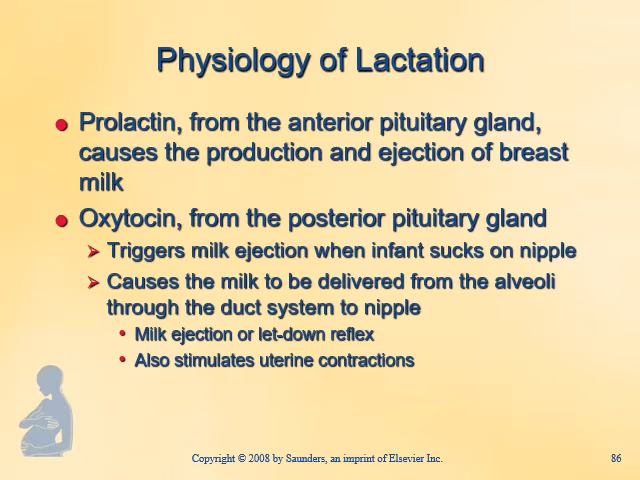 Physiology of Lactation
Prolactin, from the anterior pituitary gland,
causes the production and ejection of breast
milk
Oxytocin, from the posterior pituitary gland
Triggers milk ejection when infant sucks on nipple
Causes the milk to be delivered from the alveoli
through the duct system to nipple
Milk ejection or let-down reflex
Also stimulates uterine contractions
Copyright © 2008 by Saunders, an imprint of Elsevier Inc.
86